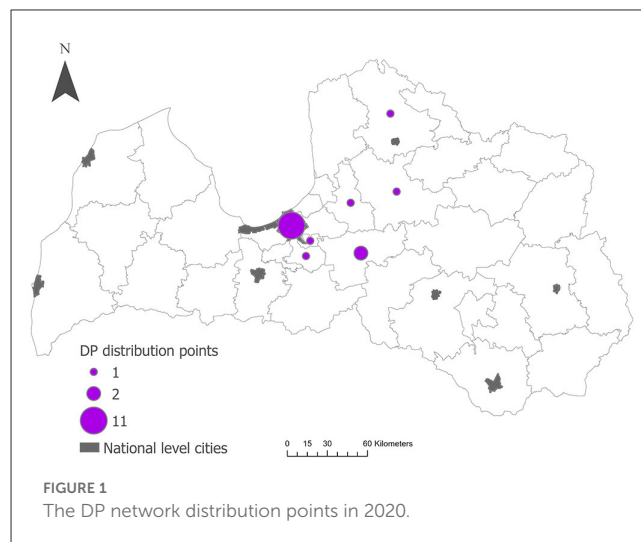 N
DP distribution points
1
2
11
National level cities
0 15 30 60 Kilometers
FIGURE 1
The DP network distribution points in 2020.